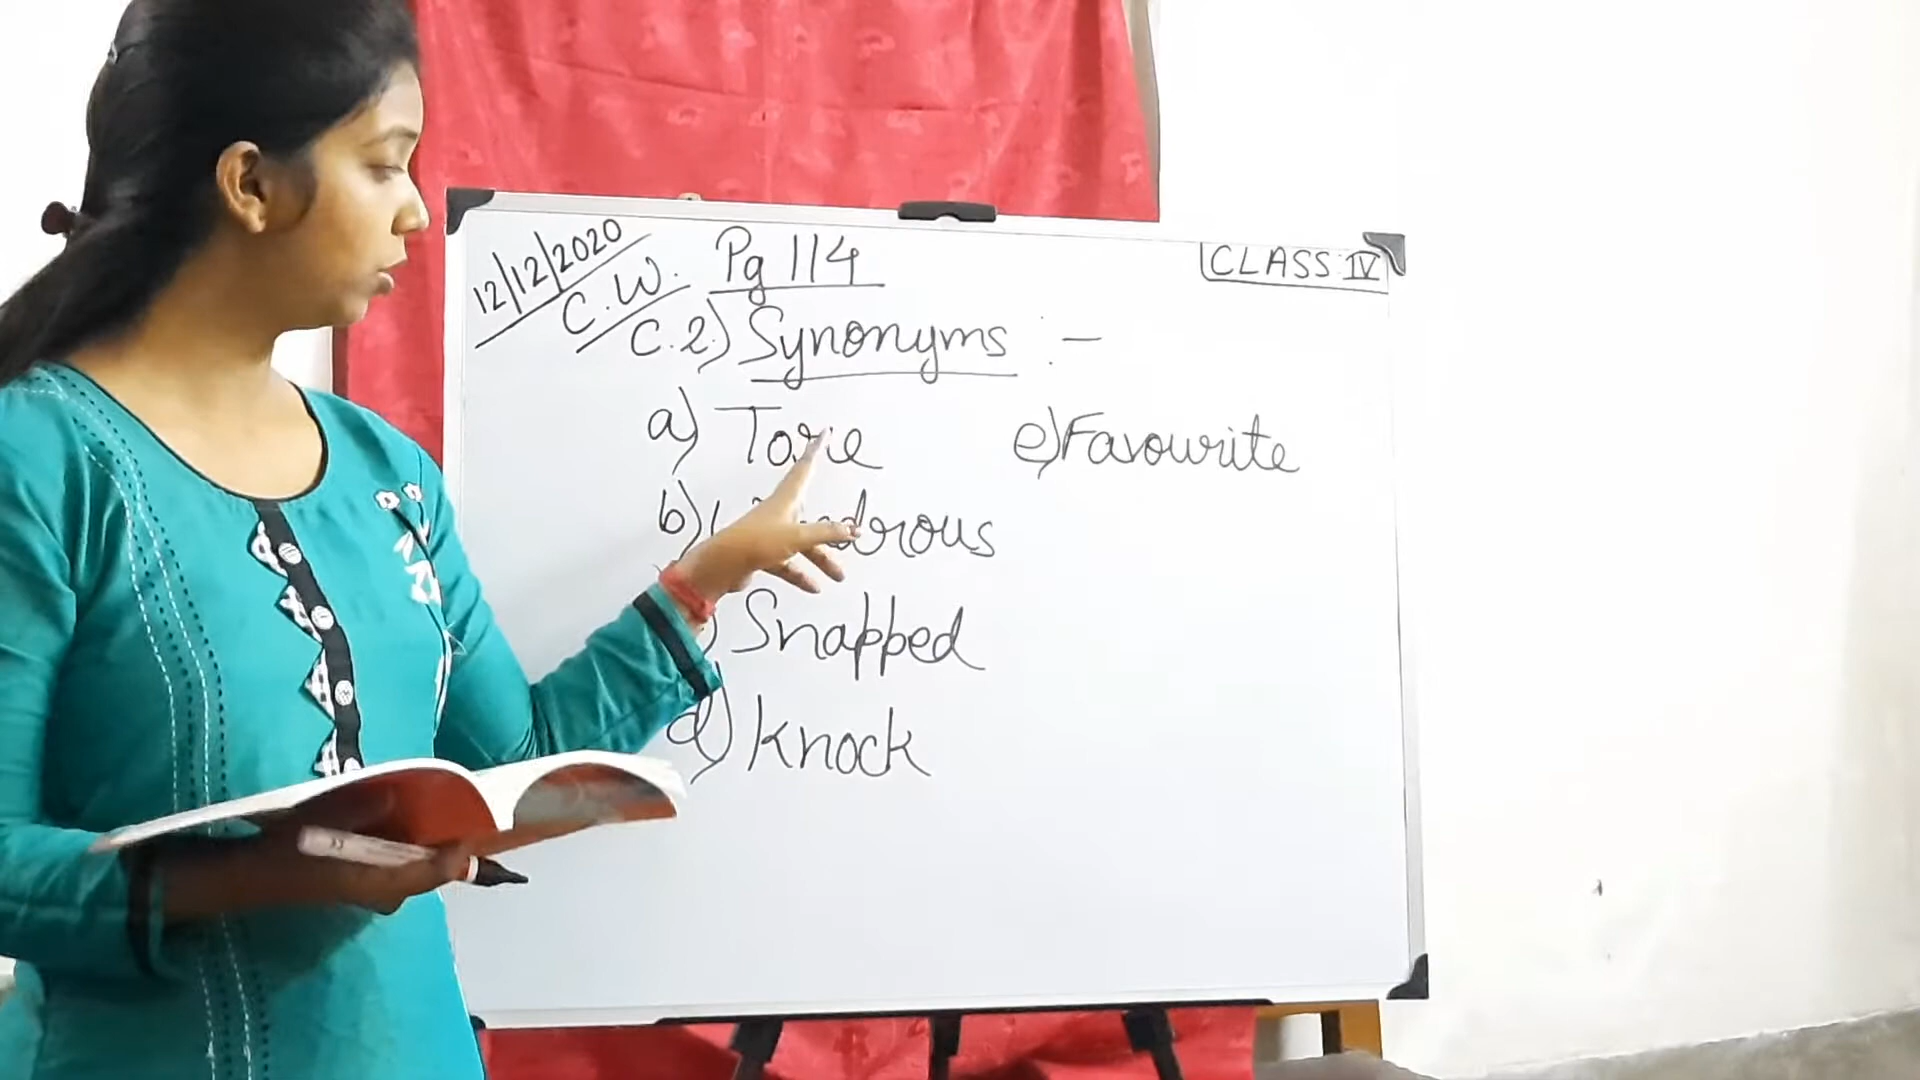 12/12/2020
C.W.
Pg 114
CLASS IV
C.2.) Synonyms :-
a) Tore
e) Favourite
b)
Snapped
d) Knock